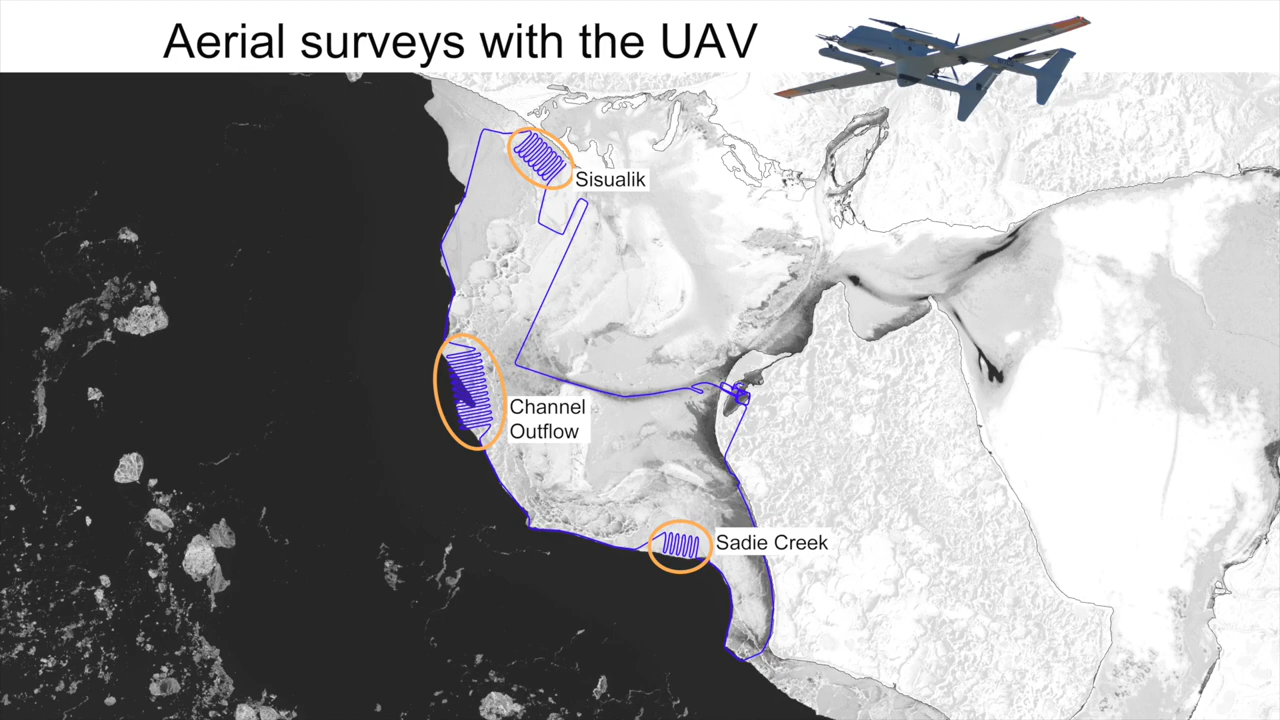 Aerial surveys with the UAV
Sisualik
Channel
Outflow
Sadie Creek